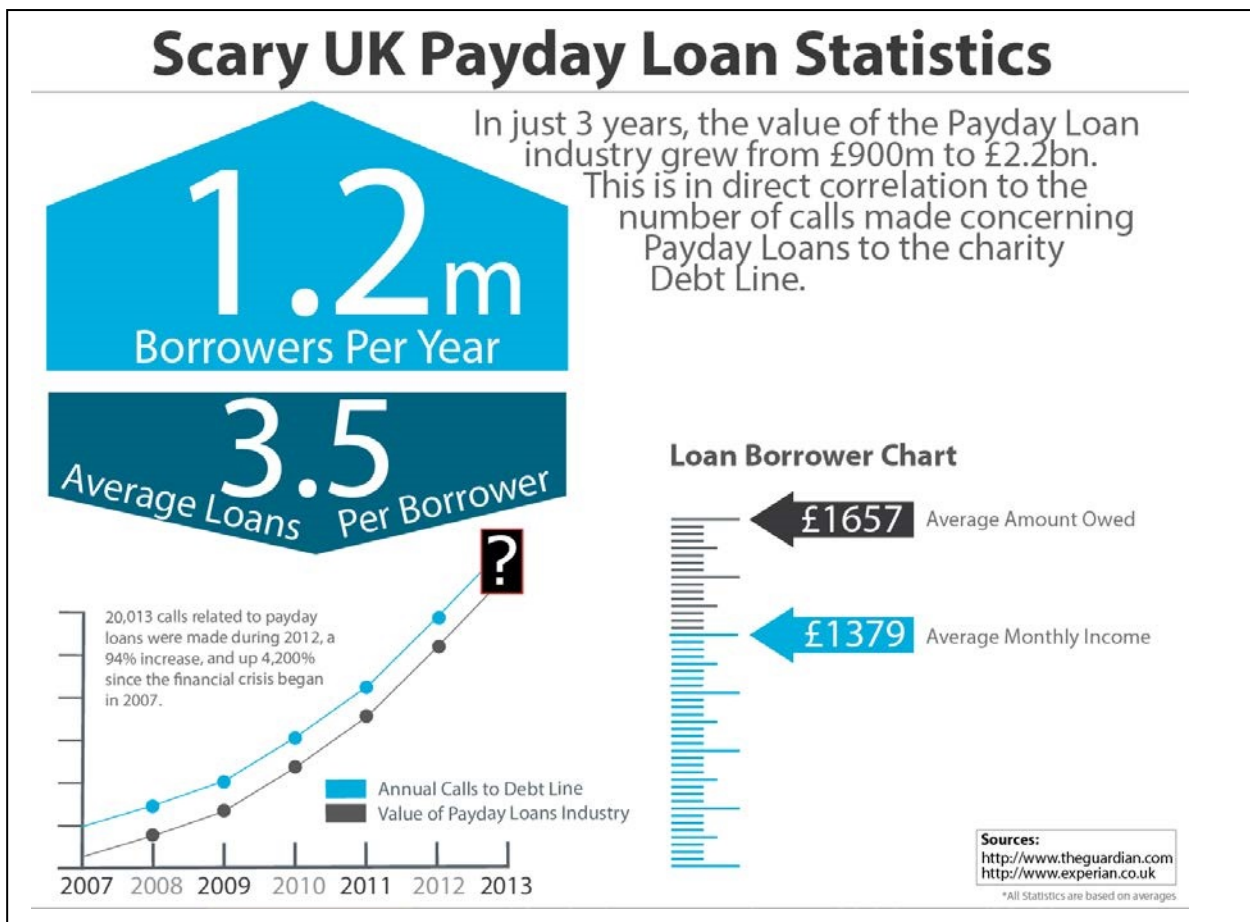 Scary UK Payday Loan Statistics
1.2m
Borrowers Per Year
In just 3 years, the value of the Payday Loan
industry grew from £900m to £2.2bn.
This is in direct correlation to the
number of calls made concerning
Payday Loans to the charity
Debt Line.
3.5
Average Loans Per Borrower
Loan Borrower Chart
£1657 Average Amount Owed
£1379 Average Monthly Income
?
20,013 calls related to payday
loans were made during 2012, a
94% increase, and up 4,200%
since the financial crisis began
in 2007.
Annual Calls to Debt Line
Value of Payday Loans Industry
2007 2008 2009 2010 2011 2012 2013
Sources:
http://www.theguardian.com
http://www.experian.co.uk
*All Statistics are based on averages